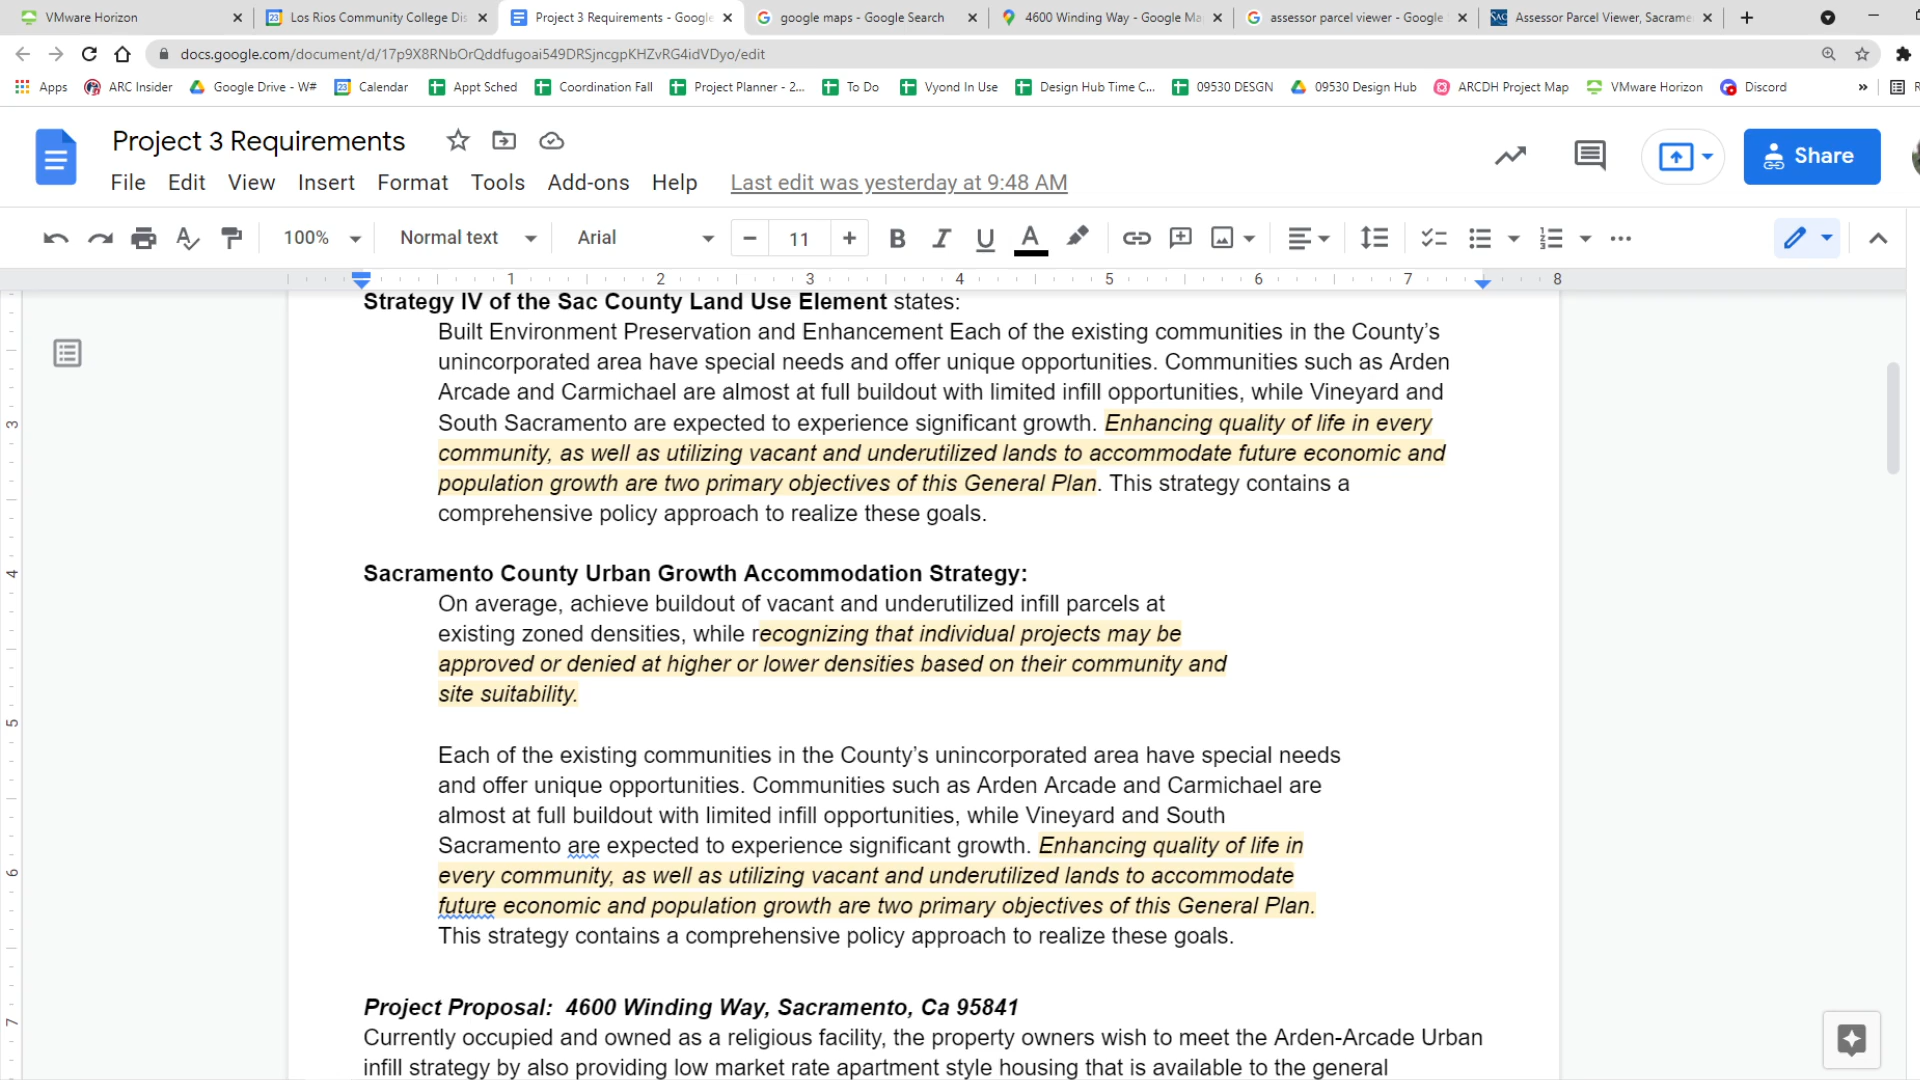 VMware Horizon
Los Rios Community College Dis
Project 3 Requirements - Google
google maps - Google Search
4600 Winding Way - Google Ma
assessor parcel viewer - Google
Assessor Parcel Viewer, Sacrame
docs.google.com/document/d/17p9X8RNbOrQddfugoai549DRSjncgpKHZvRG4idVDyo/edit
Apps
ARC Insider
Google Drive - W#
Calendar
Appt Sched
Coordination Fall
Project Planner - 2...
To Do
Vyond In Use
Design Hub Time C...
09530 DESGN
09530 Design Hub
ARCDH Project Map
VMware Horizon
Discord
Project 3 Requirements
Share
File Edit View Insert Format Tools Add-ons Help Last edit was yesterday at 9:48 AM
100% Normal text Arial 11 B I U A
1 2 3 4 5 6 7 8
Strategy IV of the Sac County Land Use Element states:
Built Environment Preservation and Enhancement Each of the existing communities in the County’s
unincorporated area have special needs and offer unique opportunities. Communities such as Arden
Arcade and Carmichael are almost at full buildout with limited infill opportunities, while Vineyard and
South Sacramento are expected to experience significant growth. Enhancing quality of life in every
community, as well as utilizing vacant and underutilized lands to accommodate future economic and
population growth are two primary objectives of this General Plan. This strategy contains a
comprehensive policy approach to realize these goals.
Sacramento County Urban Growth Accommodation Strategy:
On average, achieve buildout of vacant and underutilized infill parcels at
existing zoned densities, while recognizing that individual projects may be
approved or denied at higher or lower densities based on their community and
site suitability.
Each of the existing communities in the County’s unincorporated area have special needs
and offer unique opportunities. Communities such as Arden Arcade and Carmichael are
almost at full buildout with limited infill opportunities, while Vineyard and South
Sacramento are expected to experience significant growth. Enhancing quality of life in
every community, as well as utilizing vacant and underutilized lands to accommodate
future economic and population growth are two primary objectives of this General Plan.
This strategy contains a comprehensive policy approach to realize these goals.
Project Proposal: 4600 Winding Way, Sacramento, Ca 95841
Currently occupied and owned as a religious facility, the property owners wish to meet the Arden-Arcade Urban
infill strategy by also providing low market rate apartment style housing that is available to the general
3
4
5
6
7